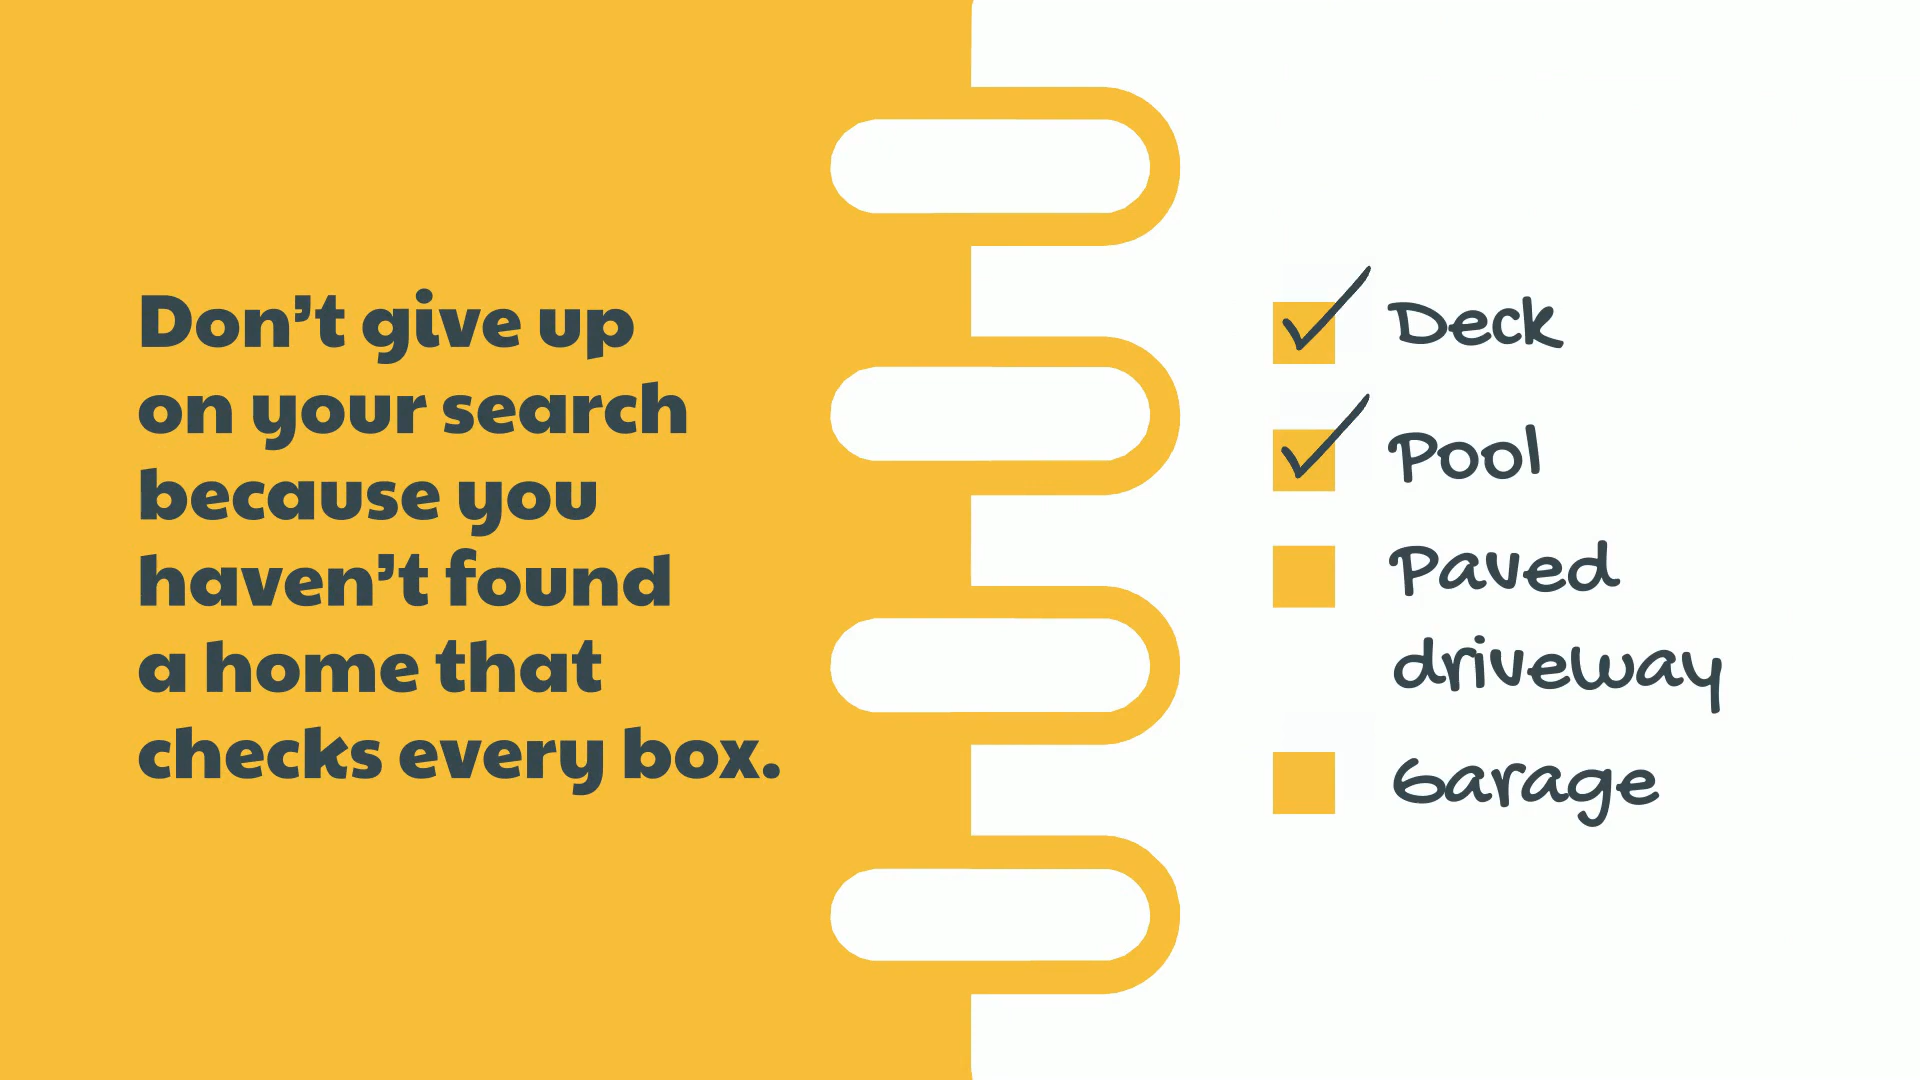 Don’t give up
on your search
because you
haven’t found
a home that
checks every box.
Deck
Pool
Paved
driveway
Garage